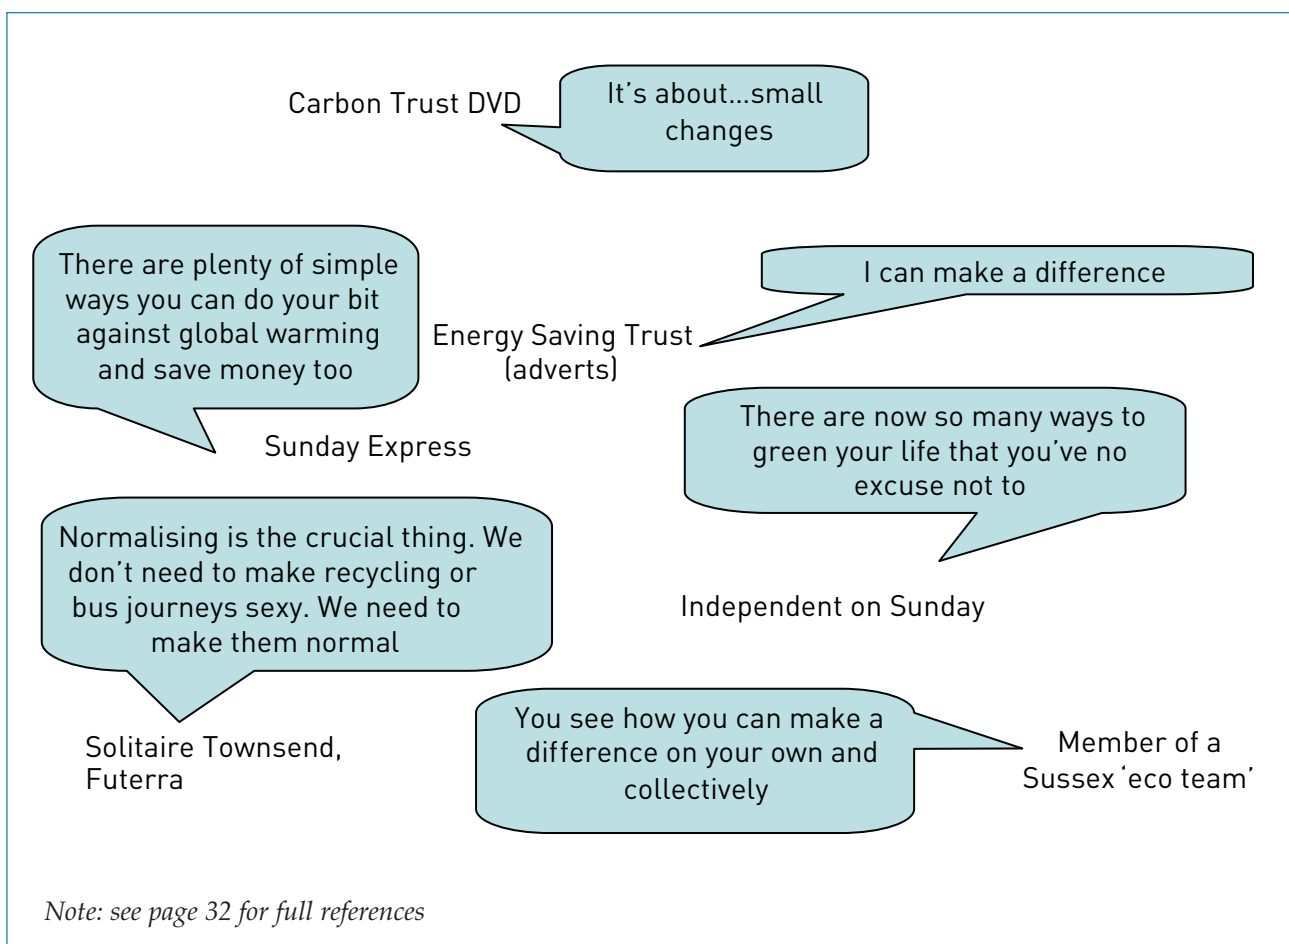 Carbon Trust DVD
It's about...small
changes
There are plenty of simple
ways you can do your bit
against global warming
and save money too
Sunday Express
I can make a difference
Energy Saving Trust
(adverts)
There are now so many ways to
green your life that you've no
excuse not to
Independent on Sunday
Normalising is the crucial thing. We
don't need to make recycling or
bus journeys sexy. We need to
make them normal
Solitaire Townsend,
Futerra
You see how you can make a
difference on your own and
collectively
Member of a
Sussex ‘eco team’
Note: see page 32 for full references